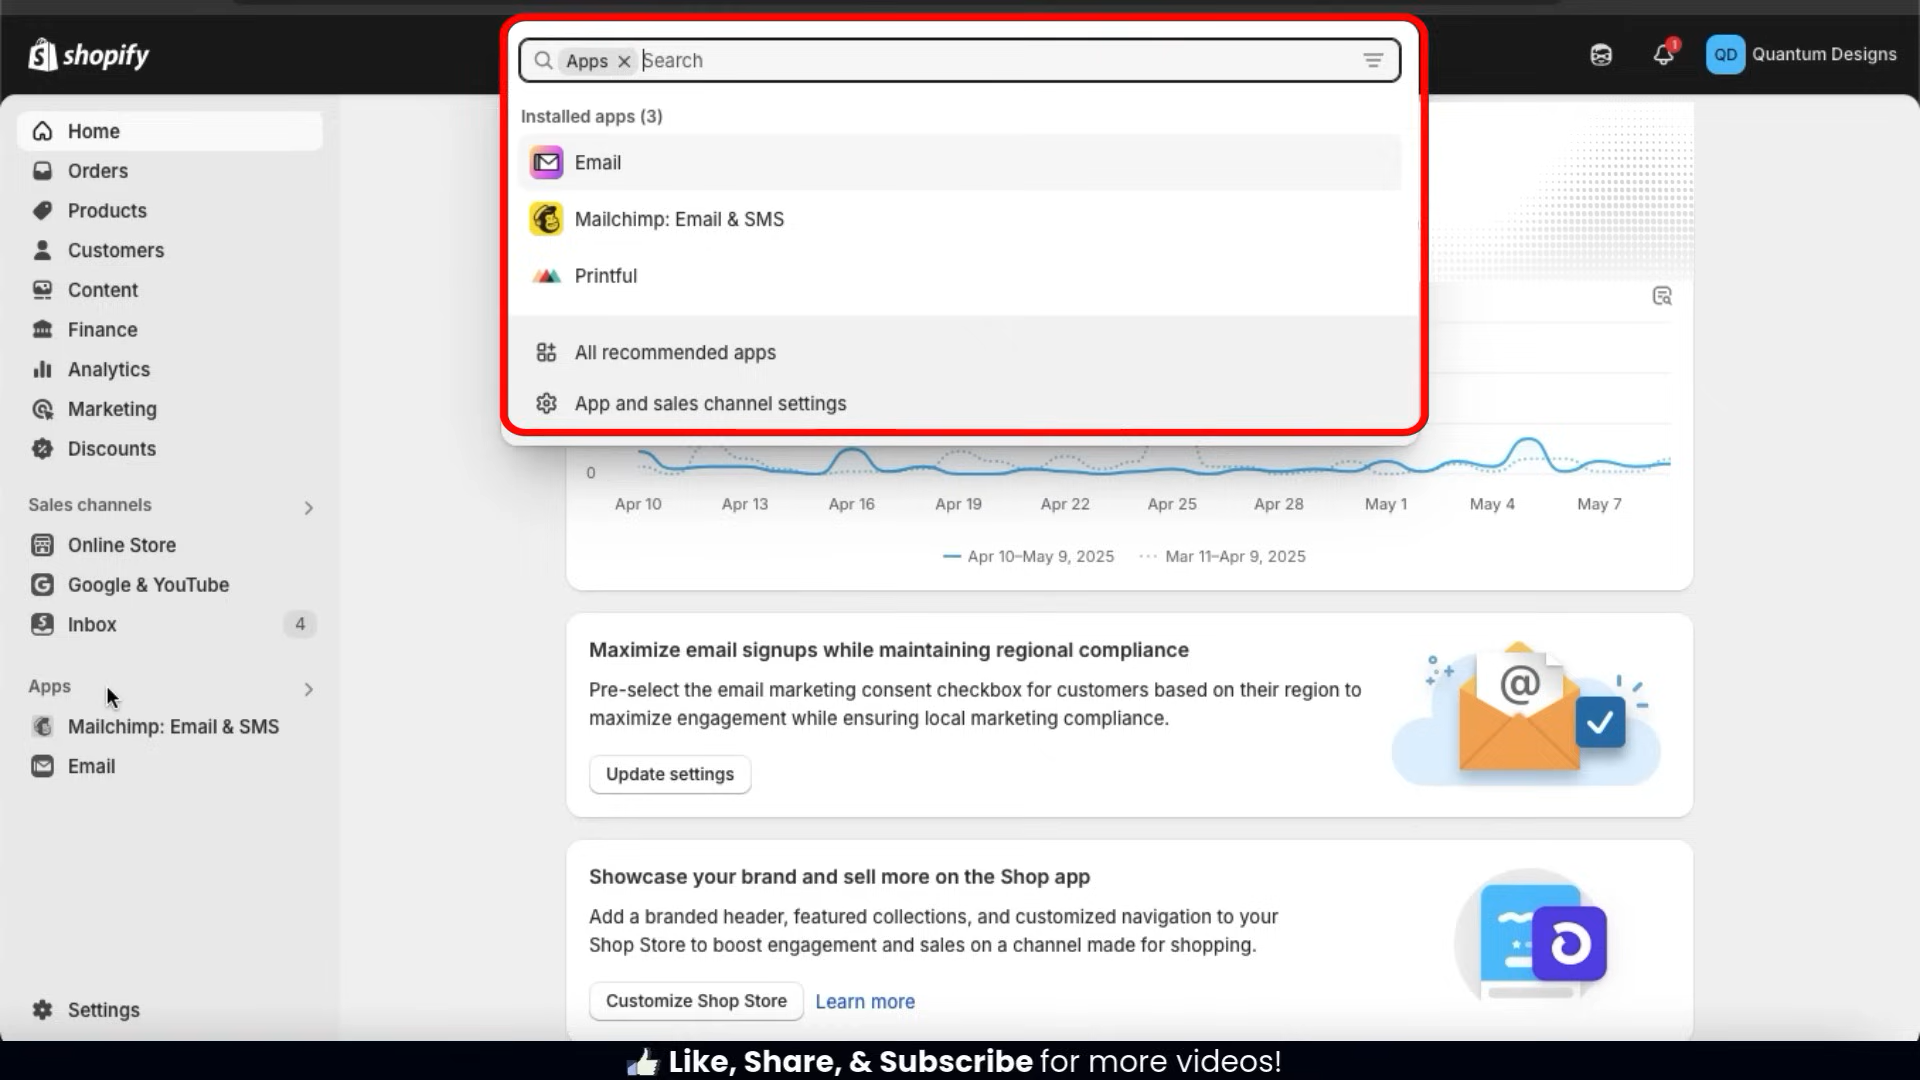 shopify
Apps
Search
1
QD
Quantum Designs
Installed apps (3)
Email
Mailchimp: Email & SMS
Printful
All recommended apps
App and sales channel settings
Home
Orders
Products
Customers
Content
Finance
Analytics
Marketing
Discounts
Sales channels
Online Store
Google & YouTube
Inbox
4
Apps
Mailchimp: Email & SMS
Email
Settings
0
Apr 10 Apr 13 Apr 16 Apr 19 Apr 22 Apr 25 Apr 28 May 1 May 4 May 7
Apr 10–May 9, 2025 Mar 11–Apr 9, 2025
Maximize email signups while maintaining regional compliance
Pre-select the email marketing consent checkbox for customers based on their region to
maximize engagement while ensuring local marketing compliance.
Update settings
@
Showcase your brand and sell more on the Shop app
Add a branded header, featured collections, and customized navigation to your
Shop Store to boost engagement and sales on a channel made for shopping.
Customize Shop Store
Learn more
Like, Share, & Subscribe for more videos!